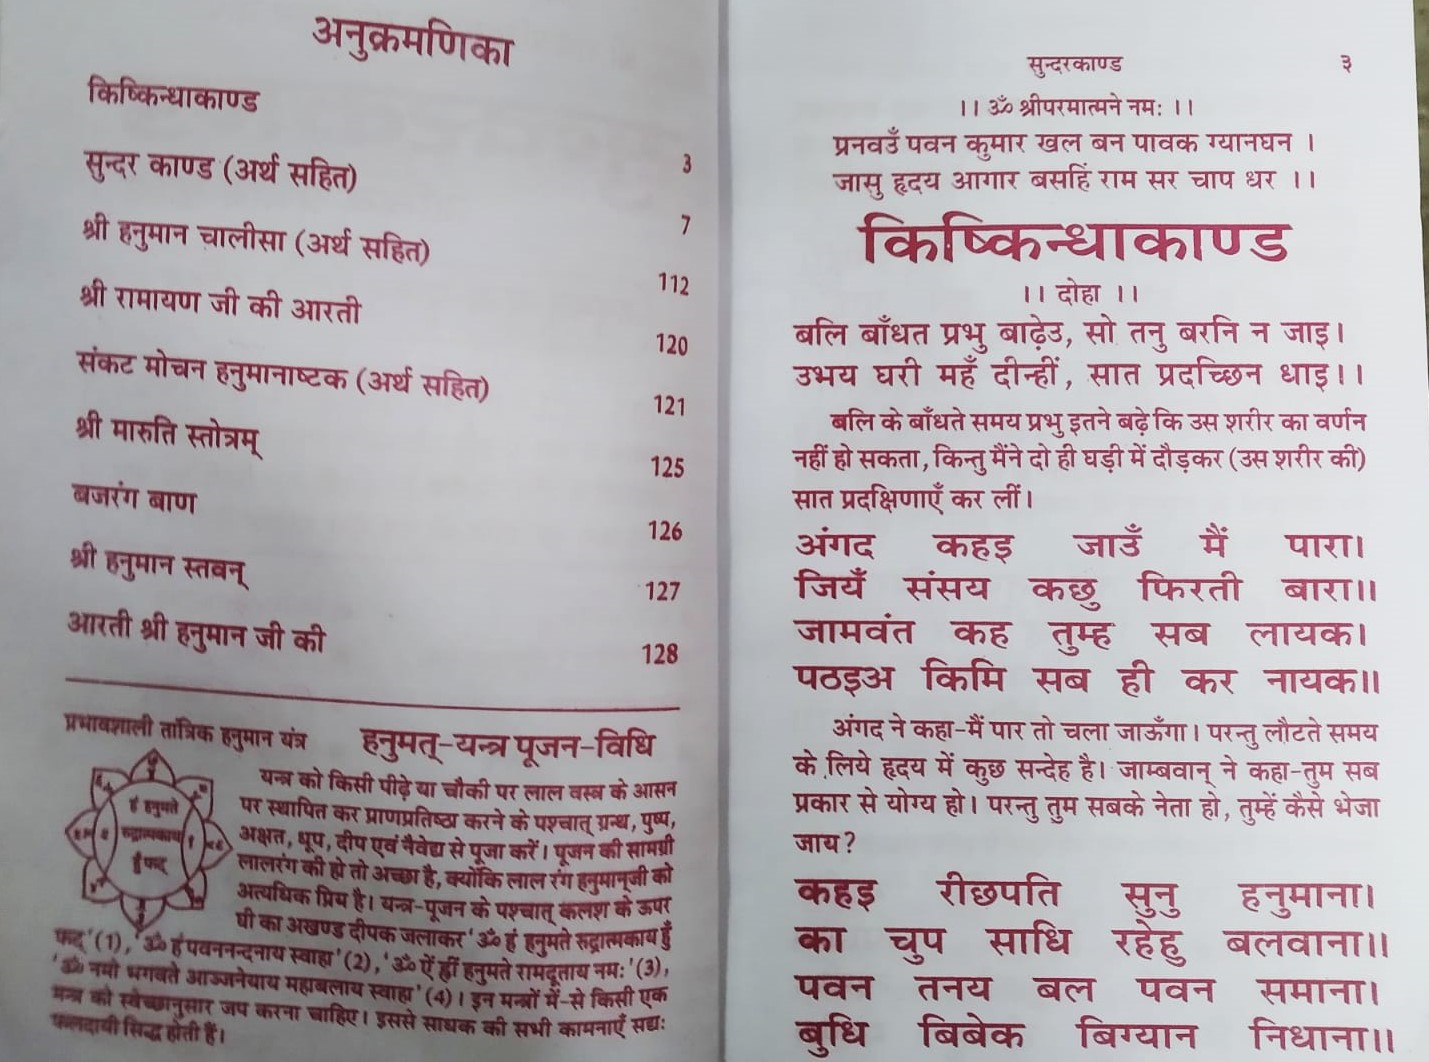 अनुक्रमणिका
किष्किन्धाकाण्ड 3
सुन्दर काण्ड (अर्थ सहित) 7
श्री हनुमान चालीसा (अर्थ सहित) 112
श्री रामायण जी की आरती 120
संकट मोचन हनुमानाष्टक (अर्थ सहित) 121
श्री मारुति स्तोत्रम् 125
बजरंग बाण 126
श्री हनुमान स्तवन् 127
आरती श्री हनुमान जी की 128
प्रभावशाली तांत्रिक हनुमान यंत्र
हं हनुमते
रुद्रात्मकाय
हुँ फट्
हनुमत्-यन्त्र पूजन-विधि
यन्त्र को किसी पीढ़े या चौकी पर लाल वस्त्र के आसन
पर स्थापित कर प्राणप्रतिष्ठा करने के पश्चात् ग्रन्थ, पुष्प,
अक्षत, धूप, दीप एवं नैवेद्य से पूजा करें। पूजन की सामग्री
लालरंग की हो तो अच्छा है, क्योंकि लाल रंग हनुमान्‌जी को
अत्यधिक प्रिय है। यन्त्र-पूजन के पश्चात् कलश के ऊपर
घी का अखण्ड दीपक जलाकर ' ॐ हं हनुमते रुद्रात्मकाय हुँ
फट् ' (1), ' ॐ हं पवननन्दनाय स्वाहा ' (2), ' ॐ ऐं ह्रीं हनुमते रामदूताय नमः ' (3),
' ॐ नमो भगवते आञ्जनेयाय महाबलाय स्वाहा ' (4)। इन मन्त्रों में-से किसी एक
मन्त्र को स्वेच्छानुसार जप करना चाहिए। इससे साधक की सभी कामनाएँ सद्यः
फलदायी सिद्ध होती हैं।
सुन्दरकाण्ड ३
।। ॐ श्रीपरमात्मने नमः ।।
प्रनवउँ पवन कुमार खल बन पावक ग्यानघन ।
जासु हृदय आगार बसहिं राम सर चाप धर ।।
किष्किन्धाकाण्ड
।। दोहा ।।
बलि बाँधत प्रभु बाढ़ेउ, सो तनु बरनि न जाइ।
उभय घरी महँ दीन्हीं, सात प्रदच्छिन धाइ।।
बलि के बाँधते समय प्रभु इतने बढ़े कि उस शरीर का वर्णन
नहीं हो सकता, किन्तु मैंने दो ही घड़ी में दौड़कर (उस शरीर की)
सात प्रदक्षिणाएँ कर लीं।
अंगद कहइ जाउँ मैं पारा।
जियँ संसय कछु फिरती बारा॥
जामवंत कह तुम्ह सब लायक।
पठइअ किमि सब ही कर नायक॥
अंगद ने कहा-मैं पार तो चला जाऊँगा। परन्तु लौटते समय
के लिये हृदय में कुछ सन्देह है। जाम्बवान् ने कहा-तुम सब
प्रकार से योग्य हो। परन्तु तुम सबके नेता हो, तुम्हें कैसे भेजा
जाय?
कहइ रीछपति सुनु हनुमाना।
का चुप साधि रहेहु बलवाना॥
पवन तनय बल पवन समाना।
बुधि बिबेक बिग्यान निधाना॥